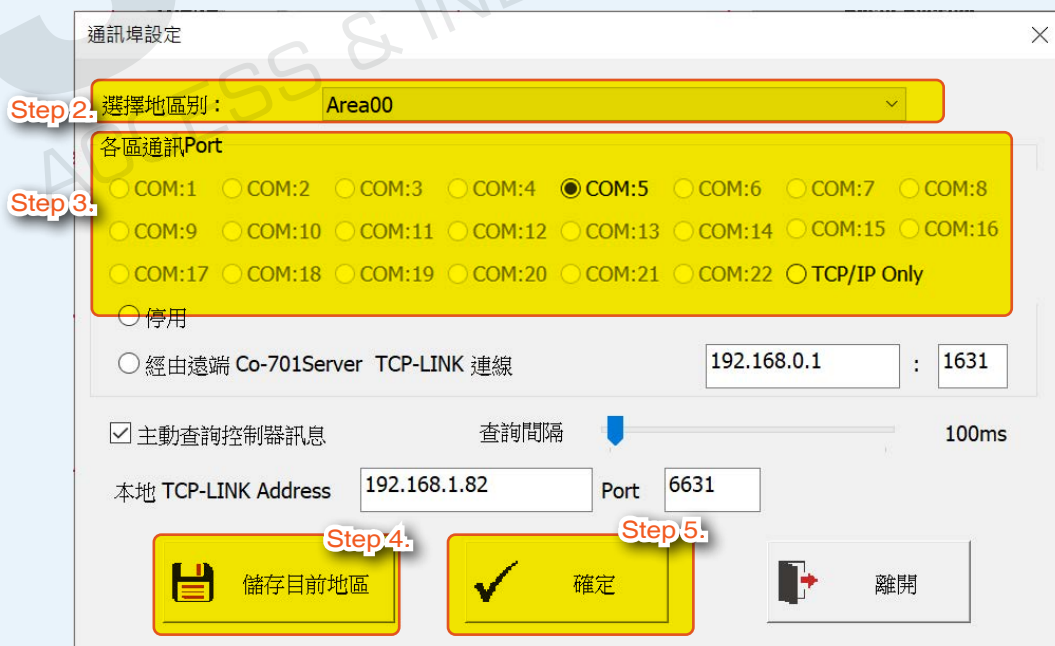 通訊埠設定
Step 2. 選擇地區別： Area00
各區通訊Port
Step 3.
COM:1 COM:2 COM:3 COM:4 COM:5 COM:6 COM:7 COM:8
COM:9 COM:10 COM:11 COM:12 COM:13 COM:14 COM:15 COM:16
COM:17 COM:18 COM:19 COM:20 COM:21 COM:22 TCP/IP Only
停用
經由遠端 Co-701Server TCP-LINK 連線 192.168.0.1 : 1631
主動查詢控制器訊息 查詢間隔 100ms
本地 TCP-LINK Address 192.168.1.82 Port 6631
Step 4. Step 5.
儲存目前地區 確定 離開
ACCESS &